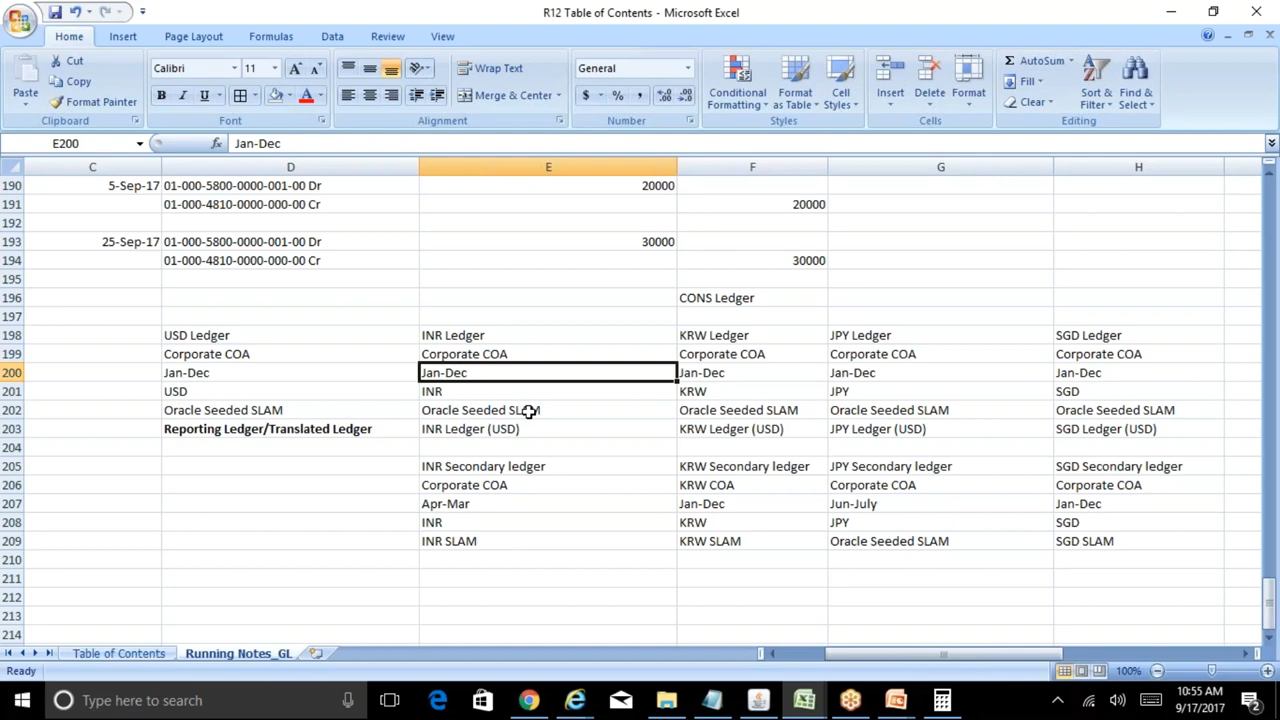 R12 Table of Contents - Microsoft Excel
Home Insert Page Layout Formulas Data Review View
Cut
Copy
Format Painter
Paste
Clipboard
Calibri 11
B I U
Font
Wrap Text
Merge & Center
Alignment
General
$ % ,
Number
Conditional Formatting
Format as Table
Cell Styles
Styles
Insert Delete Format
Cells
AutoSum
Fill
Clear
Sort & Filter
Find & Select
Editing
E200 fx Jan-Dec
C D E F G H
190 5-Sep-17 01-000-5800-0000-001-00 Dr 20000
191 01-000-4810-0000-000-00 Cr 20000
192
193 25-Sep-17 01-000-5800-0000-001-00 Dr 30000
194 01-000-4810-0000-000-00 Cr 30000
195
196 CONS Ledger
197
198 USD Ledger INR Ledger KRW Ledger JPY Ledger SGD Ledger
199 Corporate COA Corporate COA Corporate COA Corporate COA Corporate COA
200 Jan-Dec Jan-Dec Jan-Dec Jan-Dec Jan-Dec
201 USD INR KRW JPY SGD
202 Oracle Seeded SLAM Oracle Seeded SLAM Oracle Seeded SLAM Oracle Seeded SLAM Oracle Seeded SLAM
203 Reporting Ledger/Translated Ledger INR Ledger (USD) KRW Ledger (USD) JPY Ledger (USD) SGD Ledger (USD)
204
205 INR Secondary ledger KRW Secondary ledger JPY Secondary ledger SGD Secondary ledger
206 Corporate COA KRW COA Corporate COA Corporate COA
207 Apr-Mar Jan-Dec Jun-July Jan-Dec
208 INR KRW JPY SGD
209 INR SLAM KRW SLAM Oracle Seeded SLAM SGD SLAM
210
211
212
213
214
Table of Contents Running Notes_GL
Ready 100%
Type here to search
10:55 AM
9/17/2017
2